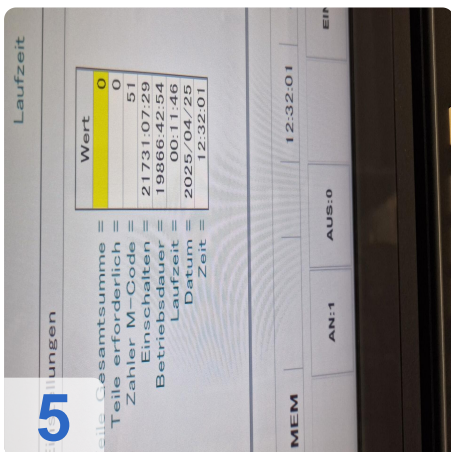 Laufzeit
Wert
Gesamtsumme = 0
Teile erforderlich = 0
Zahler M-Code = 51
Einschalten = 21731:07:29
Betriebsdauer = 19866:42:54
Laufzeit = 00:11:46
Datum = 2025/04/25
Zeit = 12:32:01
MEM 12:32:01
AN:1 AUS:0
5